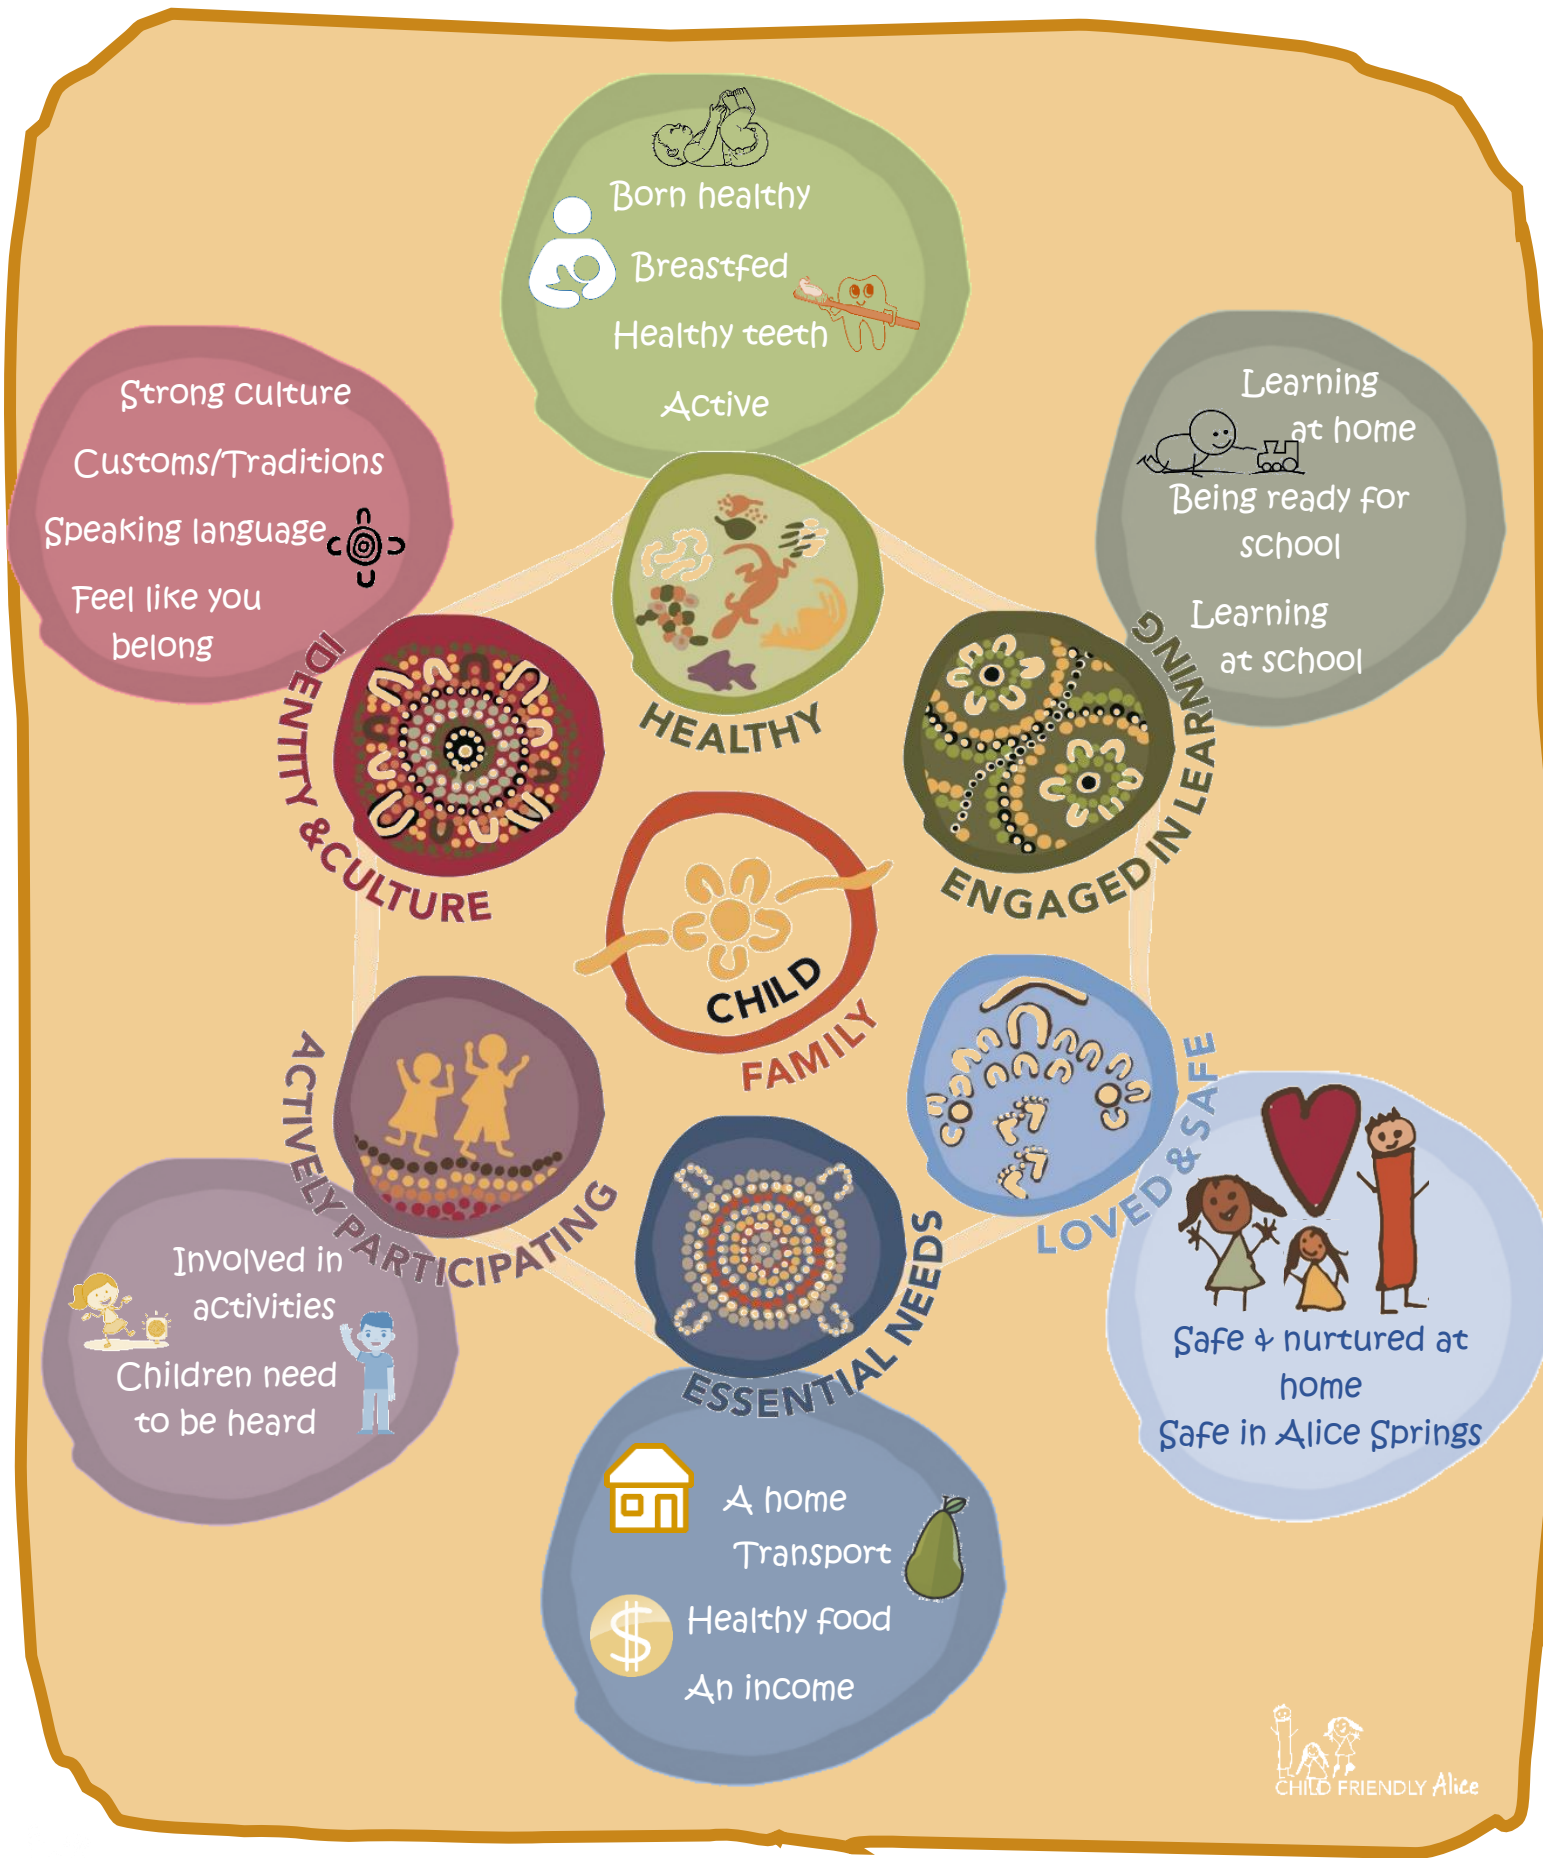 Born healthy
Breastfed
Healthy teeth
Active
HEALTHY
Strong culture
Customs/Traditions
Speaking language
Feel like you
belong
IDENTITY & CULTURE
Learning
at home
Being ready for
school
Learning
at school
ENGAGED IN LEARNING
CHILD
FAMILY
ACTIVELY PARTICIPATING
Involved in
activities
Children need
to be heard
LOVED & SAFE
Safe & nurtured at
home
Safe in Alice Springs
ESSENTIAL NEEDS
A home
Transport
Healthy food
$
An income
CHILD FRIENDLY Alice